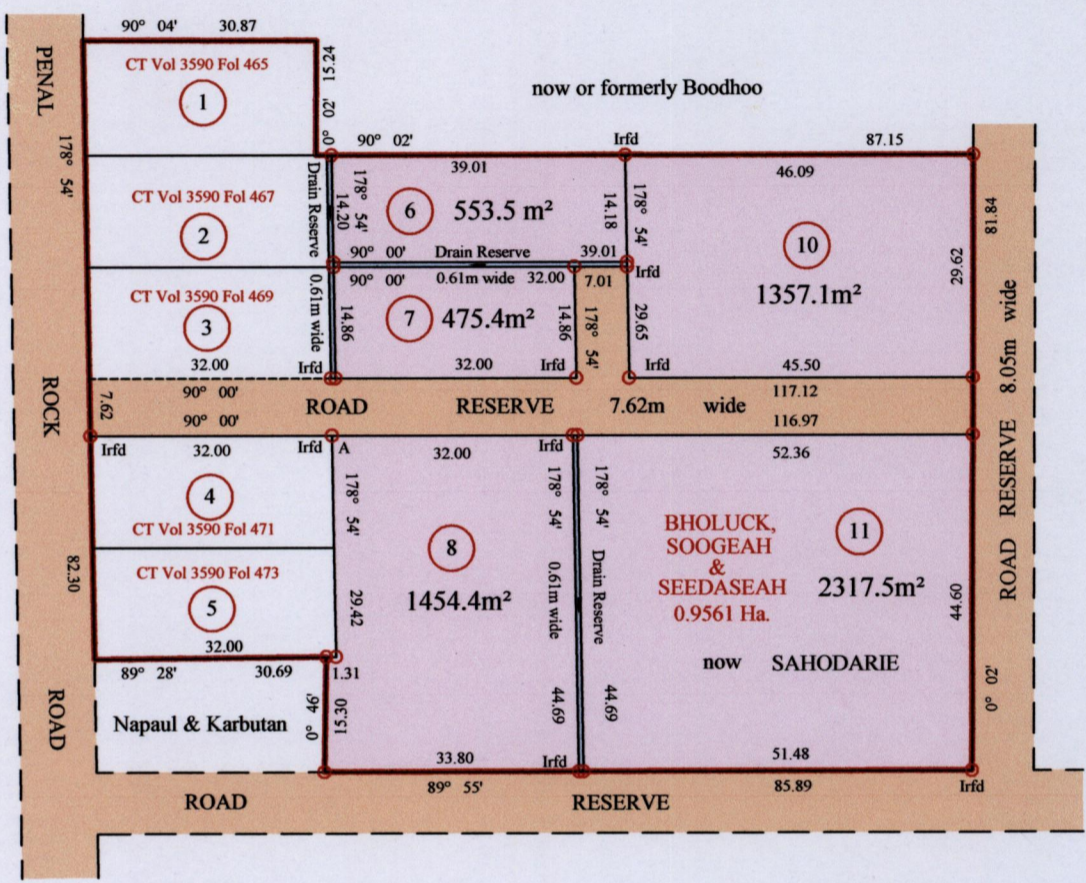 90° 04' 30.87
PENAL
CT Vol 3590 Fol 465
1
0° 02' 15.24
now or formerly Boodhoo
178° 54'
90° 02'
Irfd
87.15
39.01
46.09
CT Vol 3590 Fol 467
2
Drain Reserve
178° 54'
14.20
6
553.5 m²
14.18
178° 54'
10
1357.1m²
29.62
81.84
90° 00' Drain Reserve 39.01
Irfd
90° 00' 0.61m wide 32.00 7.01
CT Vol 3590 Fol 469
3
0.61m wide
14.86
7
475.4m²
14.86
178° 54'
29.65
32.00 Irfd
32.00 Irfd
Irfd 45.50
ROCK
7.62
90° 00'
117.12
ROAD RESERVE 7.62m wide
90° 00'
116.97
ROAD RESERVE 8.05m wide
Irfd 32.00 Irfd A
32.00 Irfd
52.36
4
CT Vol 3590 Fol 471
178° 54'
29.42
8
1454.4m²
178° 54'
0.61m wide
44.69
178° 54'
Drain Reserve
44.69
BHOLUCK,
SOOGEAH
&
SEEDASEAH
0.9561 Ha.
11
2317.5m²
44.60
now SAHODARIE
82.30
CT Vol 3590 Fol 473
5
32.00
89° 28' 30.69 1.31
0° 46' 15.30
Napaul & Karbutan
0° 02'
ROAD
33.80 Irfd
51.48
89° 55' 85.89 Irfd
ROAD RESERVE